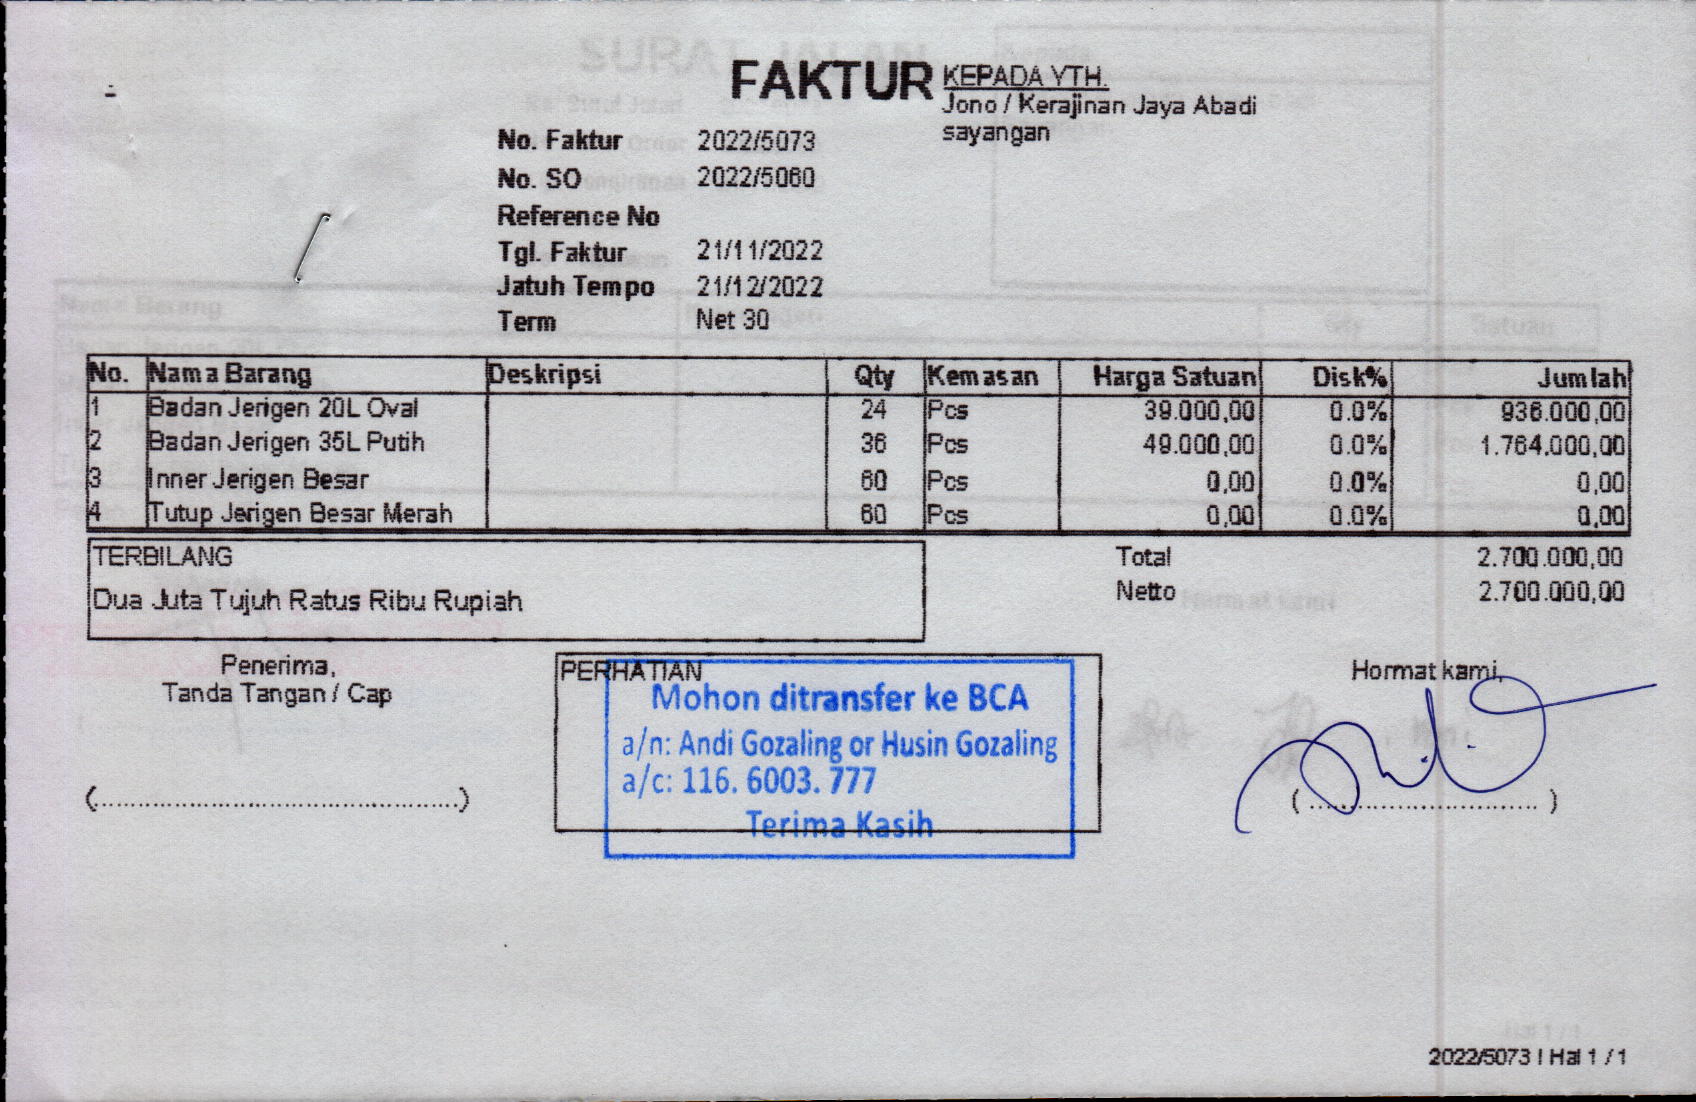 FAKTUR
KEPADA YTH.
Jono / Kerajinan Jaya Abadi
sayangan
No. Faktur 2022/5073
No. SO 2022/5060
Reference No
Tgl. Faktur 21/11/2022
Jatuh Tempo 21/12/2022
Term Net 30
No. Nama Barang Deskripsi Qty Kemasan Harga Satuan Disk% Jumlah
1 Badan Jerigen 20L Oval 24 Pcs 39.000,00 0.0% 936.000,00
2 Badan Jerigen 35L Putih 36 Pcs 49.000,00 0.0% 1.764.000,00
3 Inner Jerigen Besar 60 Pcs 0,00 0.0% 0,00
4 Tutup Jerigen Besar Merah 60 Pcs 0,00 0.0% 0,00
TERBILANG
Dua Juta Tujuh Ratus Ribu Rupiah
Total 2.700.000,00
Netto 2.700.000,00
Penerima,
Tanda Tangan / Cap
(..................................................)
PERHATIAN
Mohon ditransfer ke BCA
a/n: Andi Gozaling or Husin Gozaling
a/c: 116. 6003. 777
Terima Kasih
Hormat kami,
(................................)
2022/5073 | Hal 1 / 1